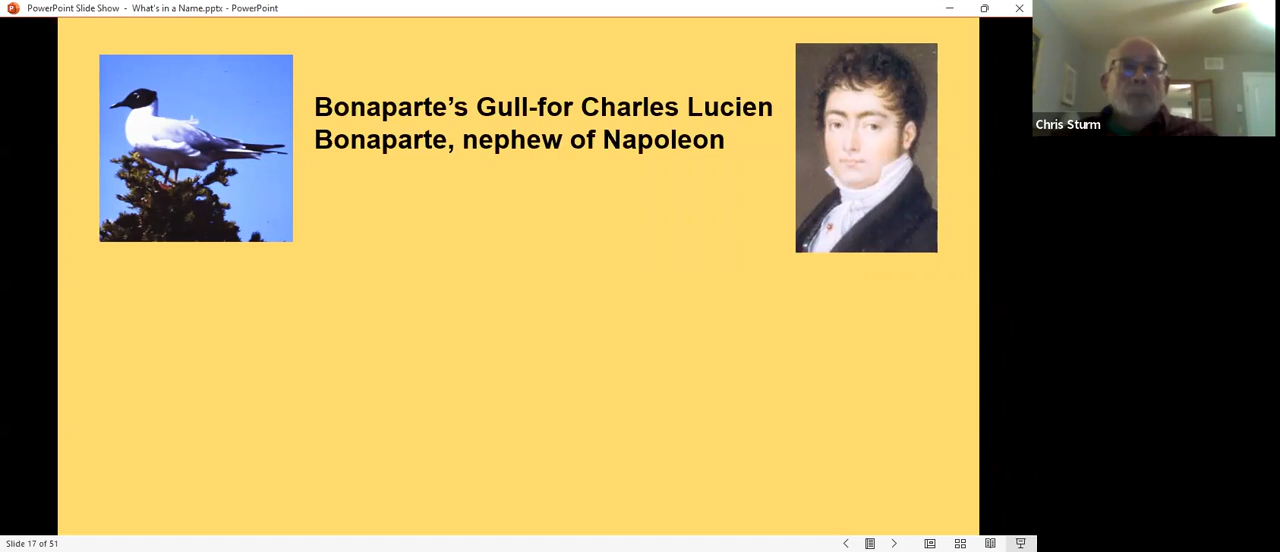 PowerPoint Slide Show - What's in a Name.pptx - PowerPoint
Bonaparte’s Gull-for Charles Lucien
Bonaparte, nephew of Napoleon
Chris Sturm
Slide 17 of 51